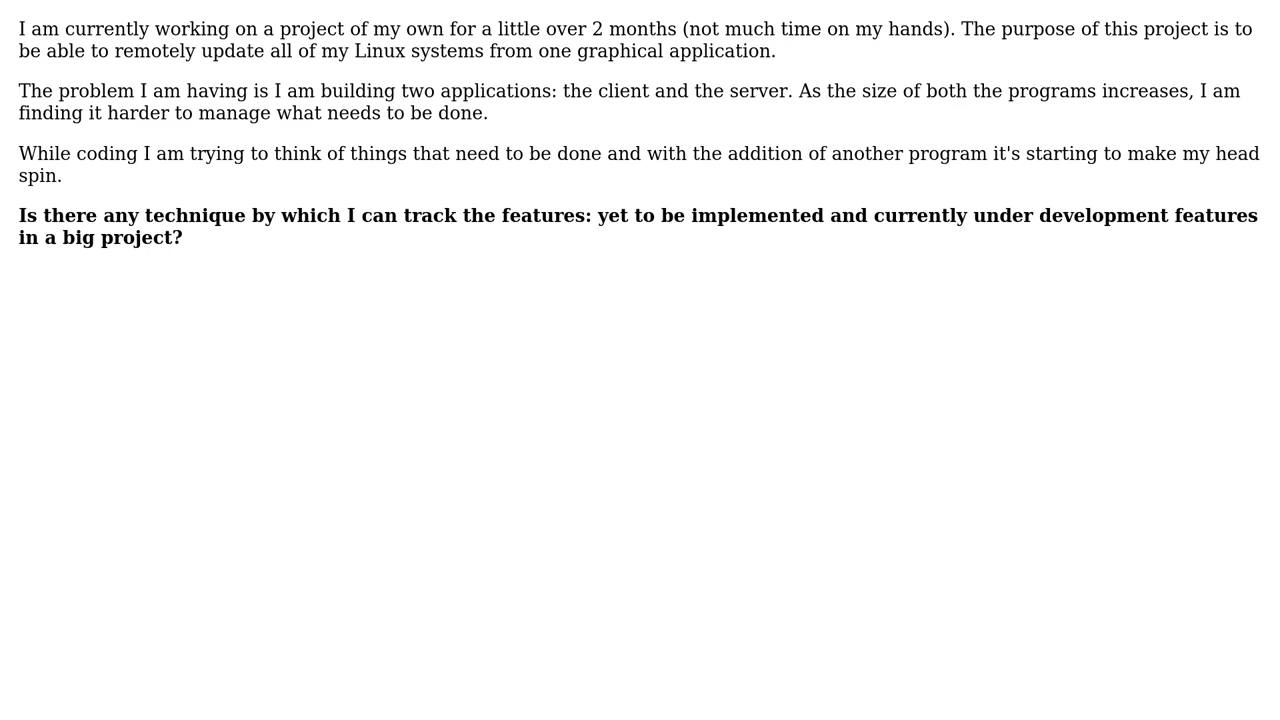 I am currently working on a project of my own for a little over 2 months (not much time on my hands). The purpose of this project is to
be able to remotely update all of my Linux systems from one graphical application.
The problem I am having is I am building two applications: the client and the server. As the size of both the programs increases, I am
finding it harder to manage what needs to be done.
While coding I am trying to think of things that need to be done and with the addition of another program it's starting to make my head
spin.
Is there any technique by which I can track the features: yet to be implemented and currently under development features
in a big project?